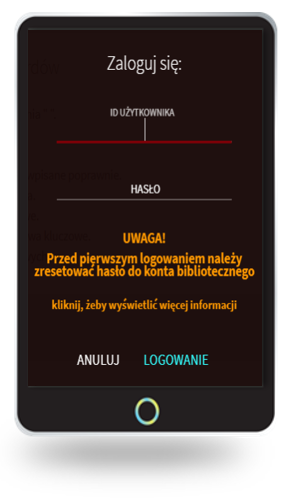 Zaloguj się:
ID UŻYTKOWNIKA
HASŁO
UWAGA!
Przed pierwszym logowaniem należy
zresetować hasło do konta bibliotecznego
kliknij, żeby wyświetlić więcej informacji
ANULUJ LOGOWANIE